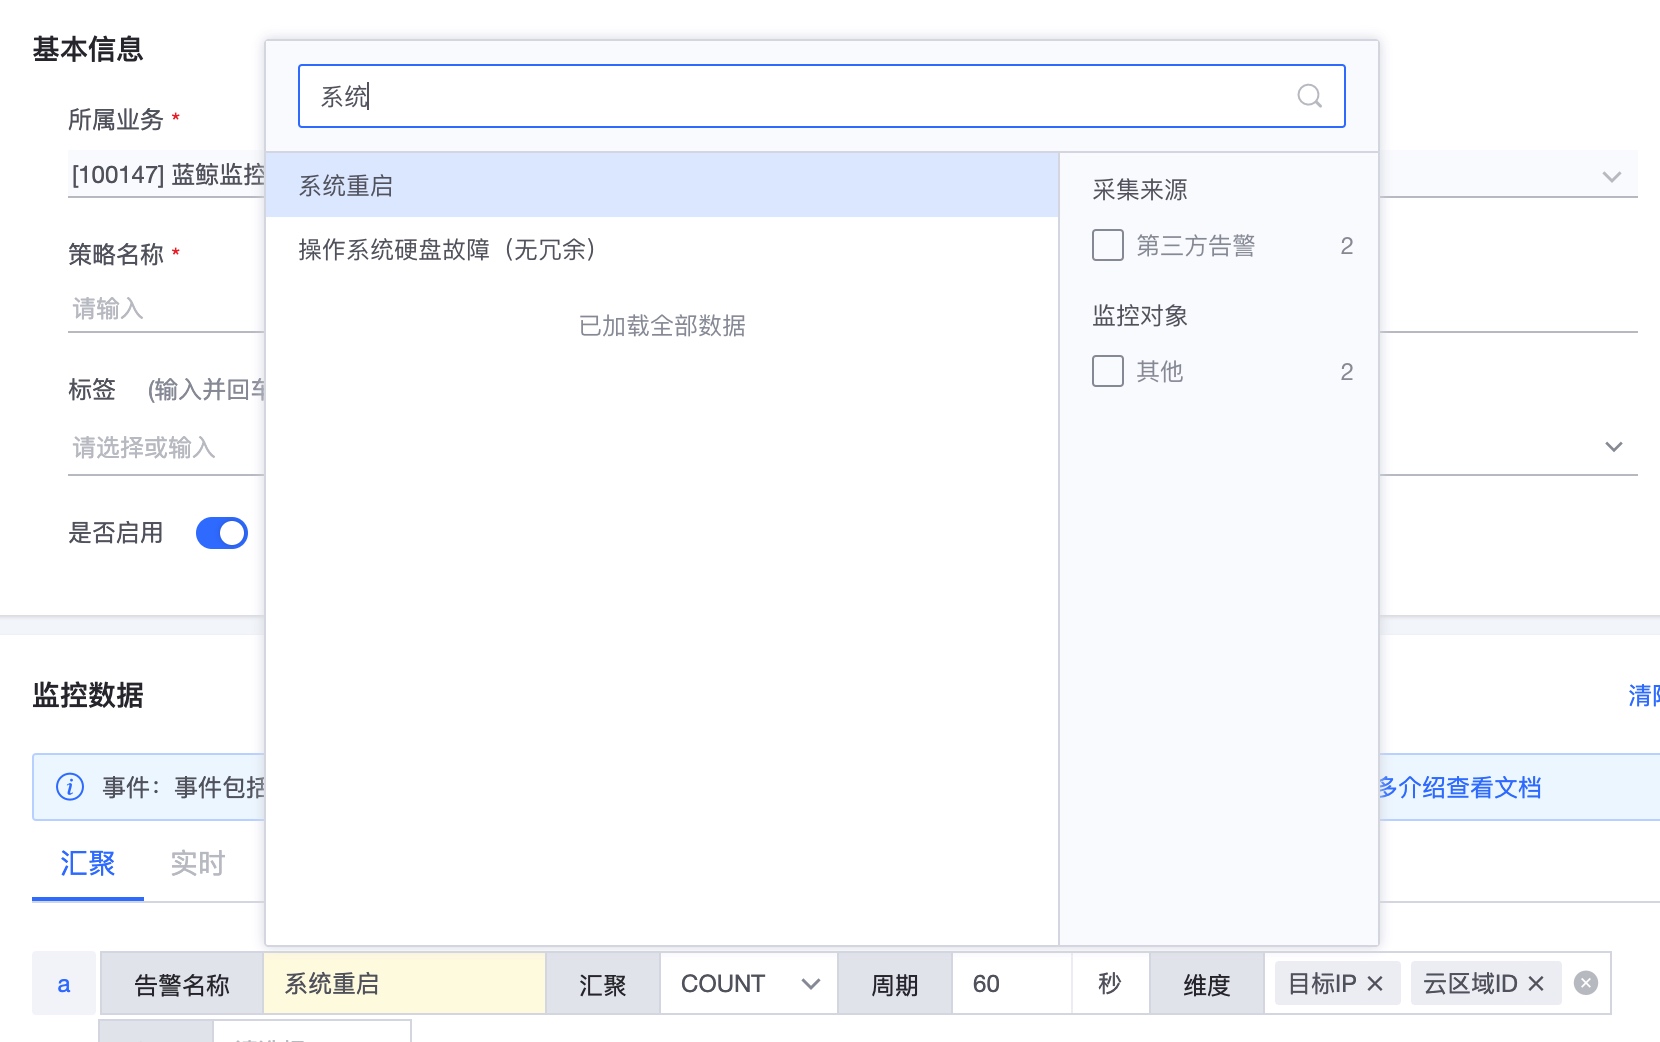 基本信息
系统
所属业务 *
[100147] 蓝鲸监控
系统重启
采集来源
第三方告警 2
策略名称 *
操作系统硬盘故障（无冗余）
请输入
已加载全部数据
监控对象
其他 2
标签 (输入并回车
请选择或输入
是否启用
监控数据
清除
事件：事件包括
多介绍查看文档
汇聚 实时
a 告警名称 系统重启 汇聚 COUNT 周期 60 秒 维度 目标IP × 云区域ID ×